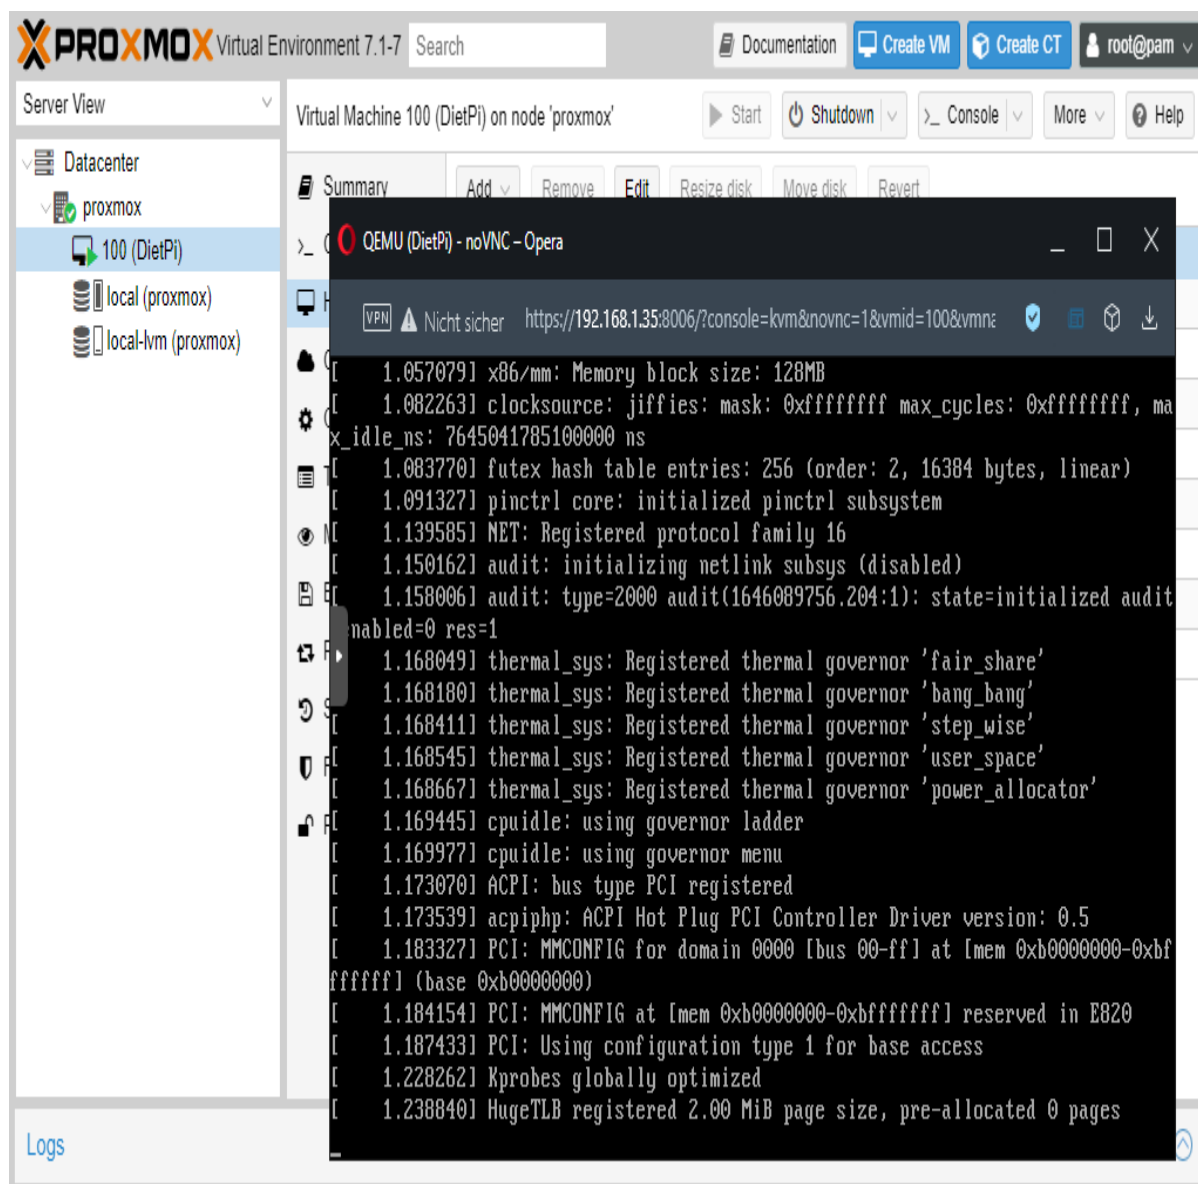 PROXMOX Virtual Environment 7.1-7 Search Documentation Create VM Create CT root@pam
Server View
Virtual Machine 100 (DietPi) on node 'proxmox' Start Shutdown Console More Help
Datacenter
proxmox
100 (DietPi)
local (proxmox)
local-lvm (proxmox)
Summary
Add Remove Edit Resize disk Move disk Revert
QEMU (DietPi) - noVNC – Opera
VPN Nicht sicher https://192.168.1.35:8006/?console=kvm&novnc=1&vmid=100&vmna
[ 1.057079] x86/mm: Memory block size: 128MB
[ 1.082263] clocksource: jiffies: mask: 0xffffffff max_cycles: 0xffffffff, ma
x_idle_ns: 7645041785100000 ns
[ 1.083770] futex hash table entries: 256 (order: 2, 16384 bytes, linear)
[ 1.091327] pinctrl core: initialized pinctrl subsystem
[ 1.139585] NET: Registered protocol family 16
[ 1.150162] audit: initializing netlink subsys (disabled)
[ 1.158006] audit: type=2000 audit(1646089756.204:1): state=initialized audit
nabled=0 res=1
[ 1.168049] thermal_sys: Registered thermal governor 'fair_share'
[ 1.168180] thermal_sys: Registered thermal governor 'bang_bang'
[ 1.168411] thermal_sys: Registered thermal governor 'step_wise'
[ 1.168545] thermal_sys: Registered thermal governor 'user_space'
[ 1.168667] thermal_sys: Registered thermal governor 'power_allocator'
[ 1.169445] cpuidle: using governor ladder
[ 1.169977] cpuidle: using governor menu
[ 1.173070] ACPI: bus type PCI registered
[ 1.173539] acpiphp: ACPI Hot Plug PCI Controller Driver version: 0.5
[ 1.183327] PCI: MMCONFIG for domain 0000 [bus 00-ff] at [mem 0xb0000000-0xbf
ffffff] (base 0xb0000000)
[ 1.184154] PCI: MMCONFIG at [mem 0xb0000000-0xbfffffff] reserved in E820
[ 1.187433] PCI: Using configuration type 1 for base access
[ 1.228262] Kprobes globally optimized
[ 1.238840] HugeTLB registered 2.00 MiB page size, pre-allocated 0 pages
Logs